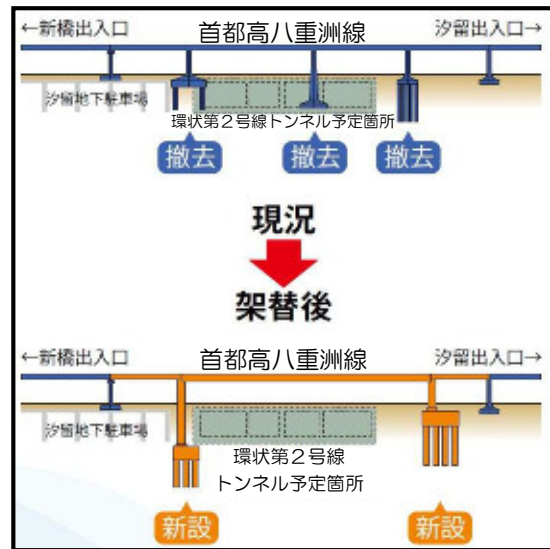 ←新橋出入口 首都高八重洲線 汐留出入口→
汐留地下駐車場
環状第２号線トンネル予定箇所
撤去 撤去 撤去
現況
架替後
←新橋出入口 首都高八重洲線 汐留出入口→
汐留地下駐車場
環状第２号線
トンネル予定箇所
新設 新設